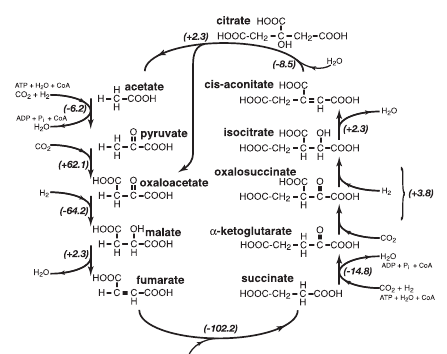 citrate HOOC
HOOC-CH2-C-CH2-COOH
OH
(+2.3)
(-8.5)
H2O
acetate
H
H-C-COOH
H
ATP + H2O + CoA
CO2 + H2
(-6.2)
ADP + Pi + CoA
H2O
pyruvate
H O
H-C-C-COOH
H
CO2
(+62.1)
HOOC O
oxaloacetate
H-C-C-COOH
H
H2
(-64.2)
HOOC OH
malate
H-C-C-COOH
H H
(+2.3)
H2O
HOOC
fumarate
H-C=C-COOH
H
(-102.2)
cis-aconitate HOOC
HOOC-CH2-C=C-COOH
H
H2O
(+2.3)
isocitrate HOOC OH
HOOC-CH2-C-C-COOH
H H
oxalosuccinate
HOOC O
HOOC-CH2-C-C-COOH
H
H2
(+3.8)
CO2
α-ketoglutarate H O
HOOC-CH2-C-C-COOH
H
H2O
ADP + Pi + CoA
(-14.8)
CO2 + H2
ATP + H2O + CoA
succinate H
HOOC-CH2-C-COOH
H